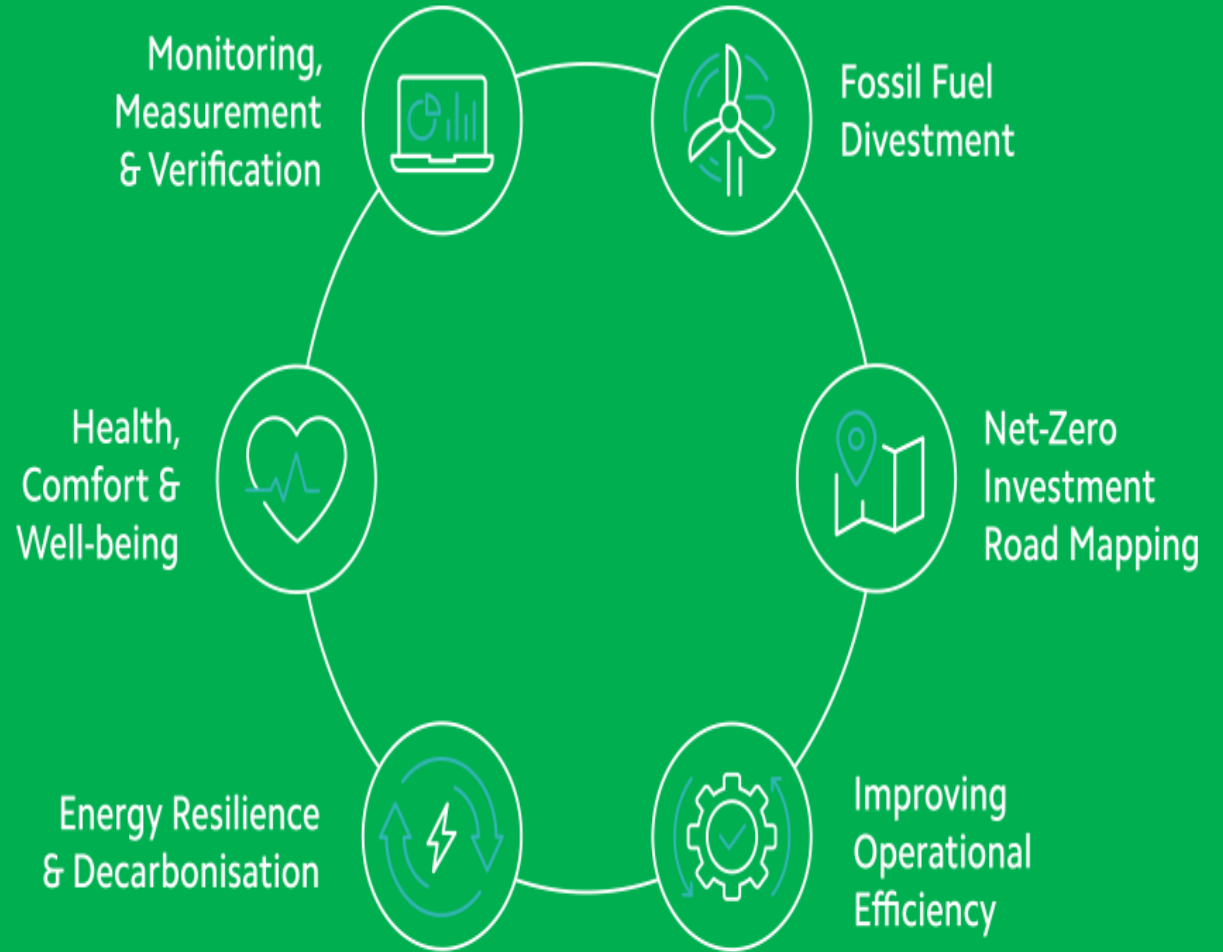 Monitoring,
Measurement
& Verification
Fossil Fuel
Divestment
Health,
Comfort &
Well-being
Net-Zero
Investment
Road Mapping
Energy Resilience
& Decarbonisation
Improving
Operational
Efficiency